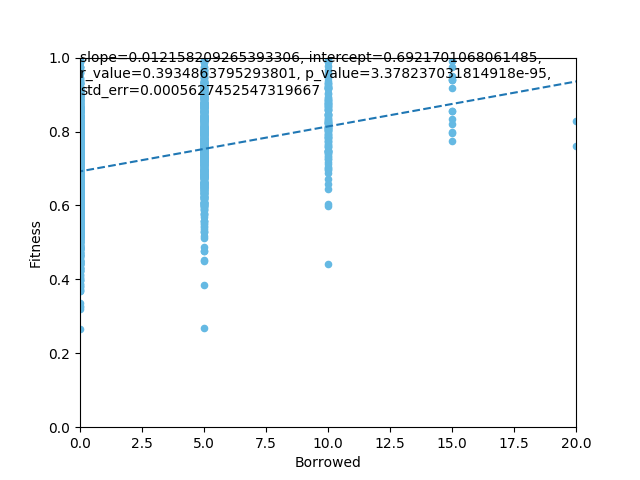 slope=0.012158209265393306, intercept=0.6921701068061485,
r_value=0.3934863795293801, p_value=3.378237031814918e-95,
std_err=0.0005627452547319667
1.0
0.8
0.6
0.4
0.2
0.0
Fitness
0.0 2.5 5.0 7.5 10.0 12.5 15.0 17.5 20.0
Borrowed